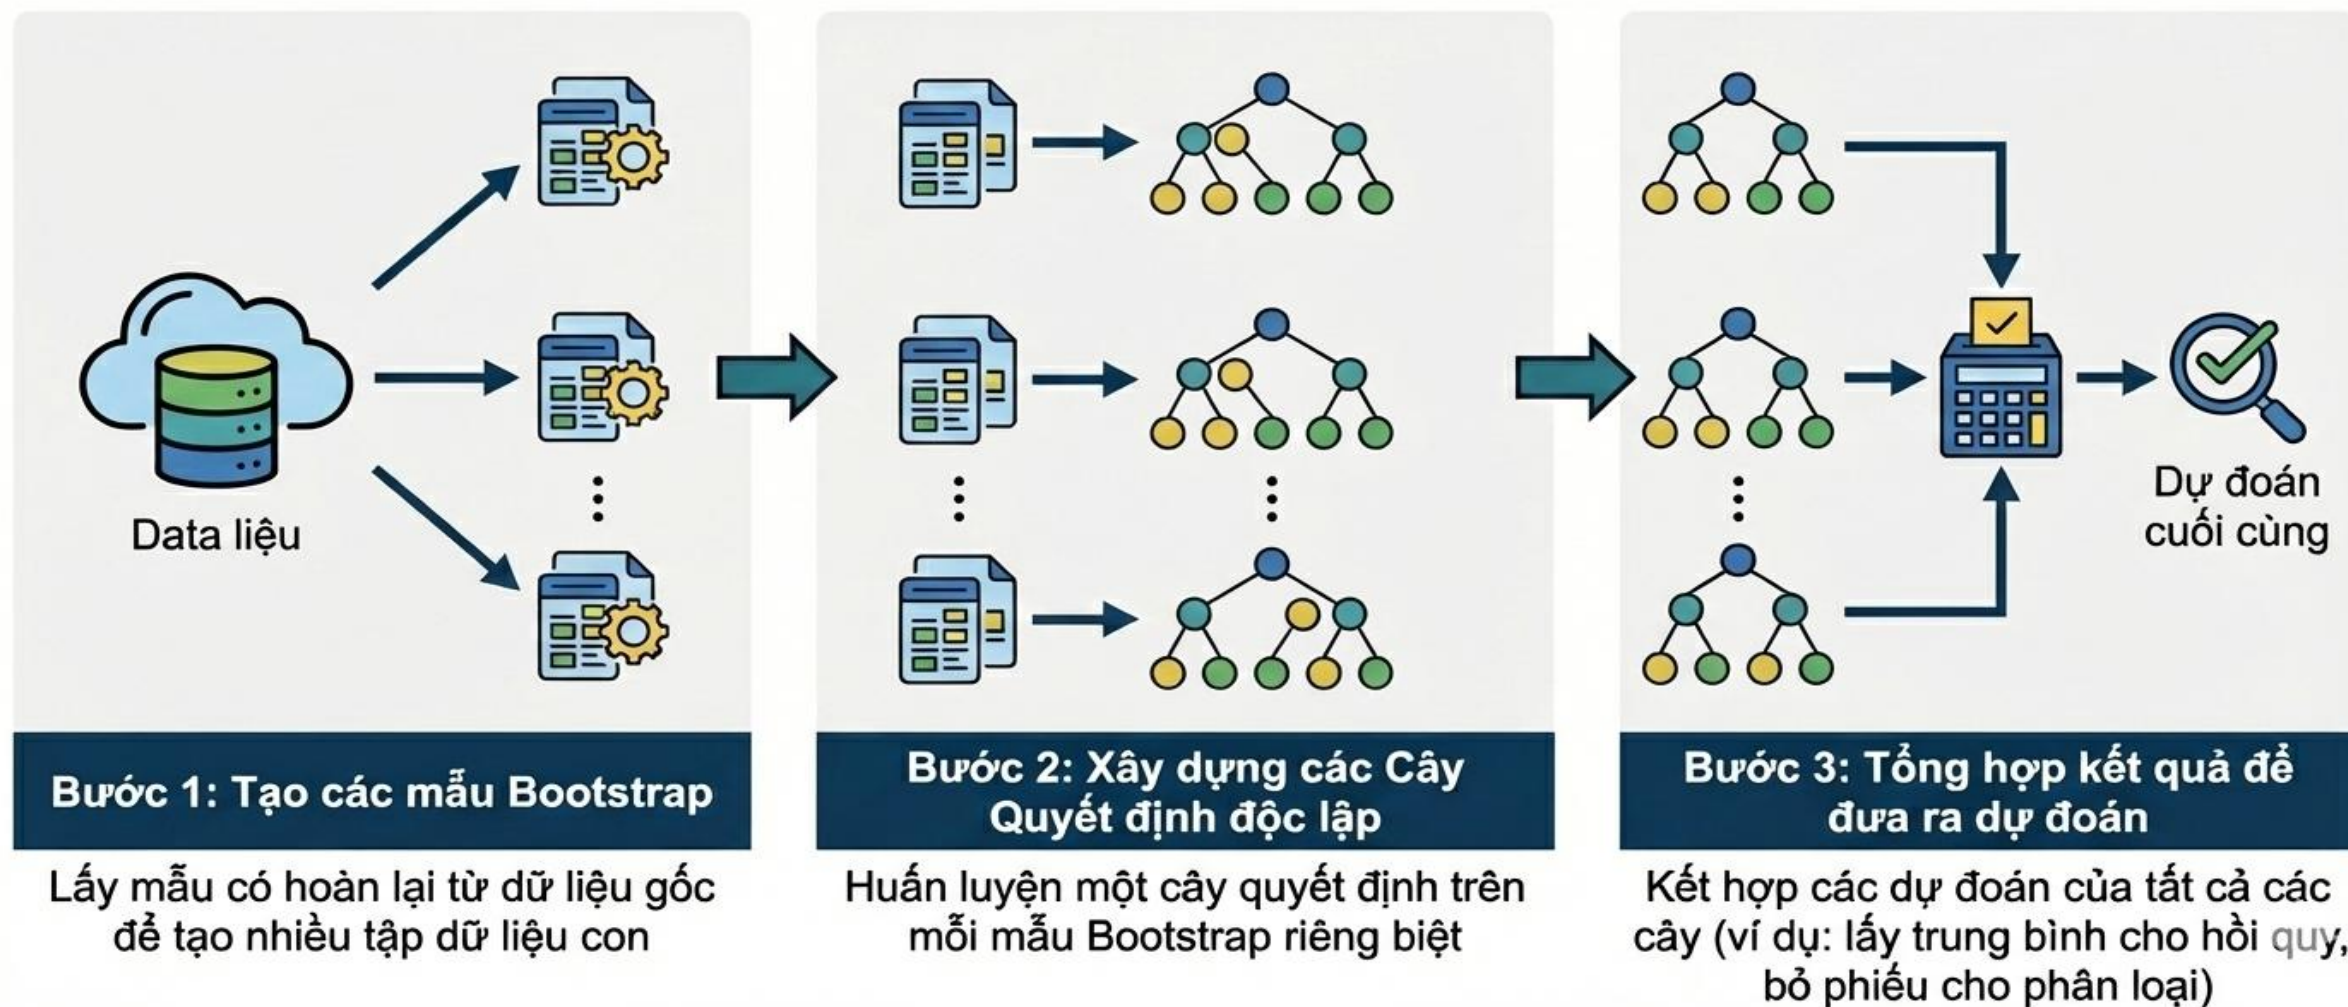 Data liệu
Dự đoán
cuối cùng
Bước 1: Tạo các mẫu Bootstrap
Lấy mẫu có hoàn lại từ dữ liệu gốc
để tạo nhiều tập dữ liệu con
Bước 2: Xây dựng các Cây
Quyết định độc lập
Huấn luyện một cây quyết định trên
mỗi mẫu Bootstrap riêng biệt
Bước 3: Tổng hợp kết quả để
đưa ra dự đoán
Kết hợp các dự đoán của tất cả các
cây (ví dụ: lấy trung bình cho hồi quy,
bỏ phiếu cho phân loại)